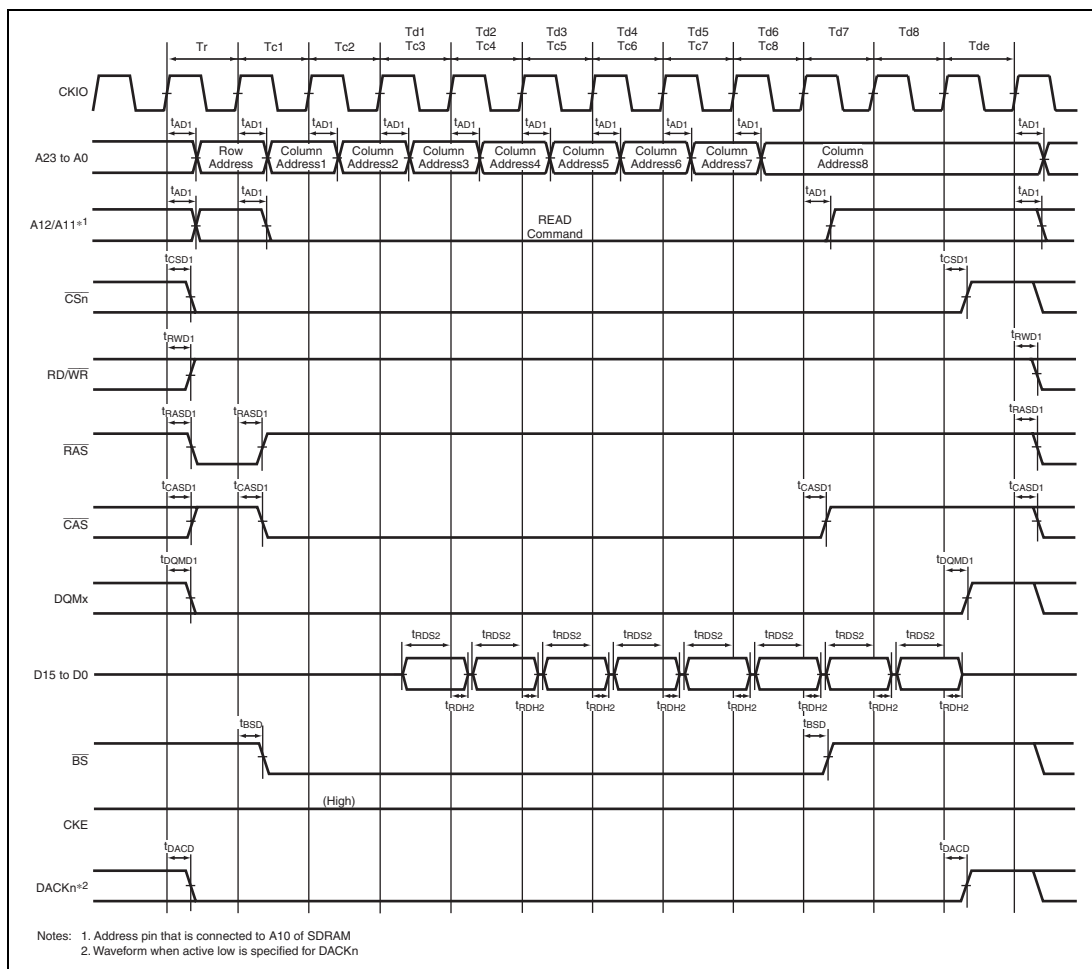 Td1 Td3 Td3 Td5 Td5 Td6 Td7 Td8
Tr Tc1 Tc2 Tc3 Tc4 Tc5 Tc6 Tc7 Tc8 Tde
CKIO
tAD1 tAD1 tAD1 tAD1 tAD1 tAD1 tAD1 tAD1 tAD1 tAD1
A23 to A0
Row Address
Column Address1
Column Address2
Column Address3
Column Address4
Column Address5
Column Address6
Column Address7
Column Address8
tAD1 tAD1 tAD1 tAD1
A12/A11*1
READ
Command
tCSD1 tCSD1
CSn
tRWD1 tRWD1
RD/WR
tRASD1 tRASD1 tRASD1
RAS
tCASD1 tCASD1 tCASD1 tCASD1
CAS
tDQMD1 tDQMD1
DQMx
tRDS2 tRDS2 tRDS2 tRDS2 tRDS2 tRDS2 tRDS2 tRDS2
D15 to D0
tRDH2 tRDH2 tRDH2 tRDH2 tRDH2 tRDH2 tRDH2 tRDH2
tBSD tBSD
BS
(High)
CKE
tDACD tDACD
DACKn*2
Notes: 1. Address pin that is connected to A10 of SDRAM
2. Waveform when active low is specified for DACKn